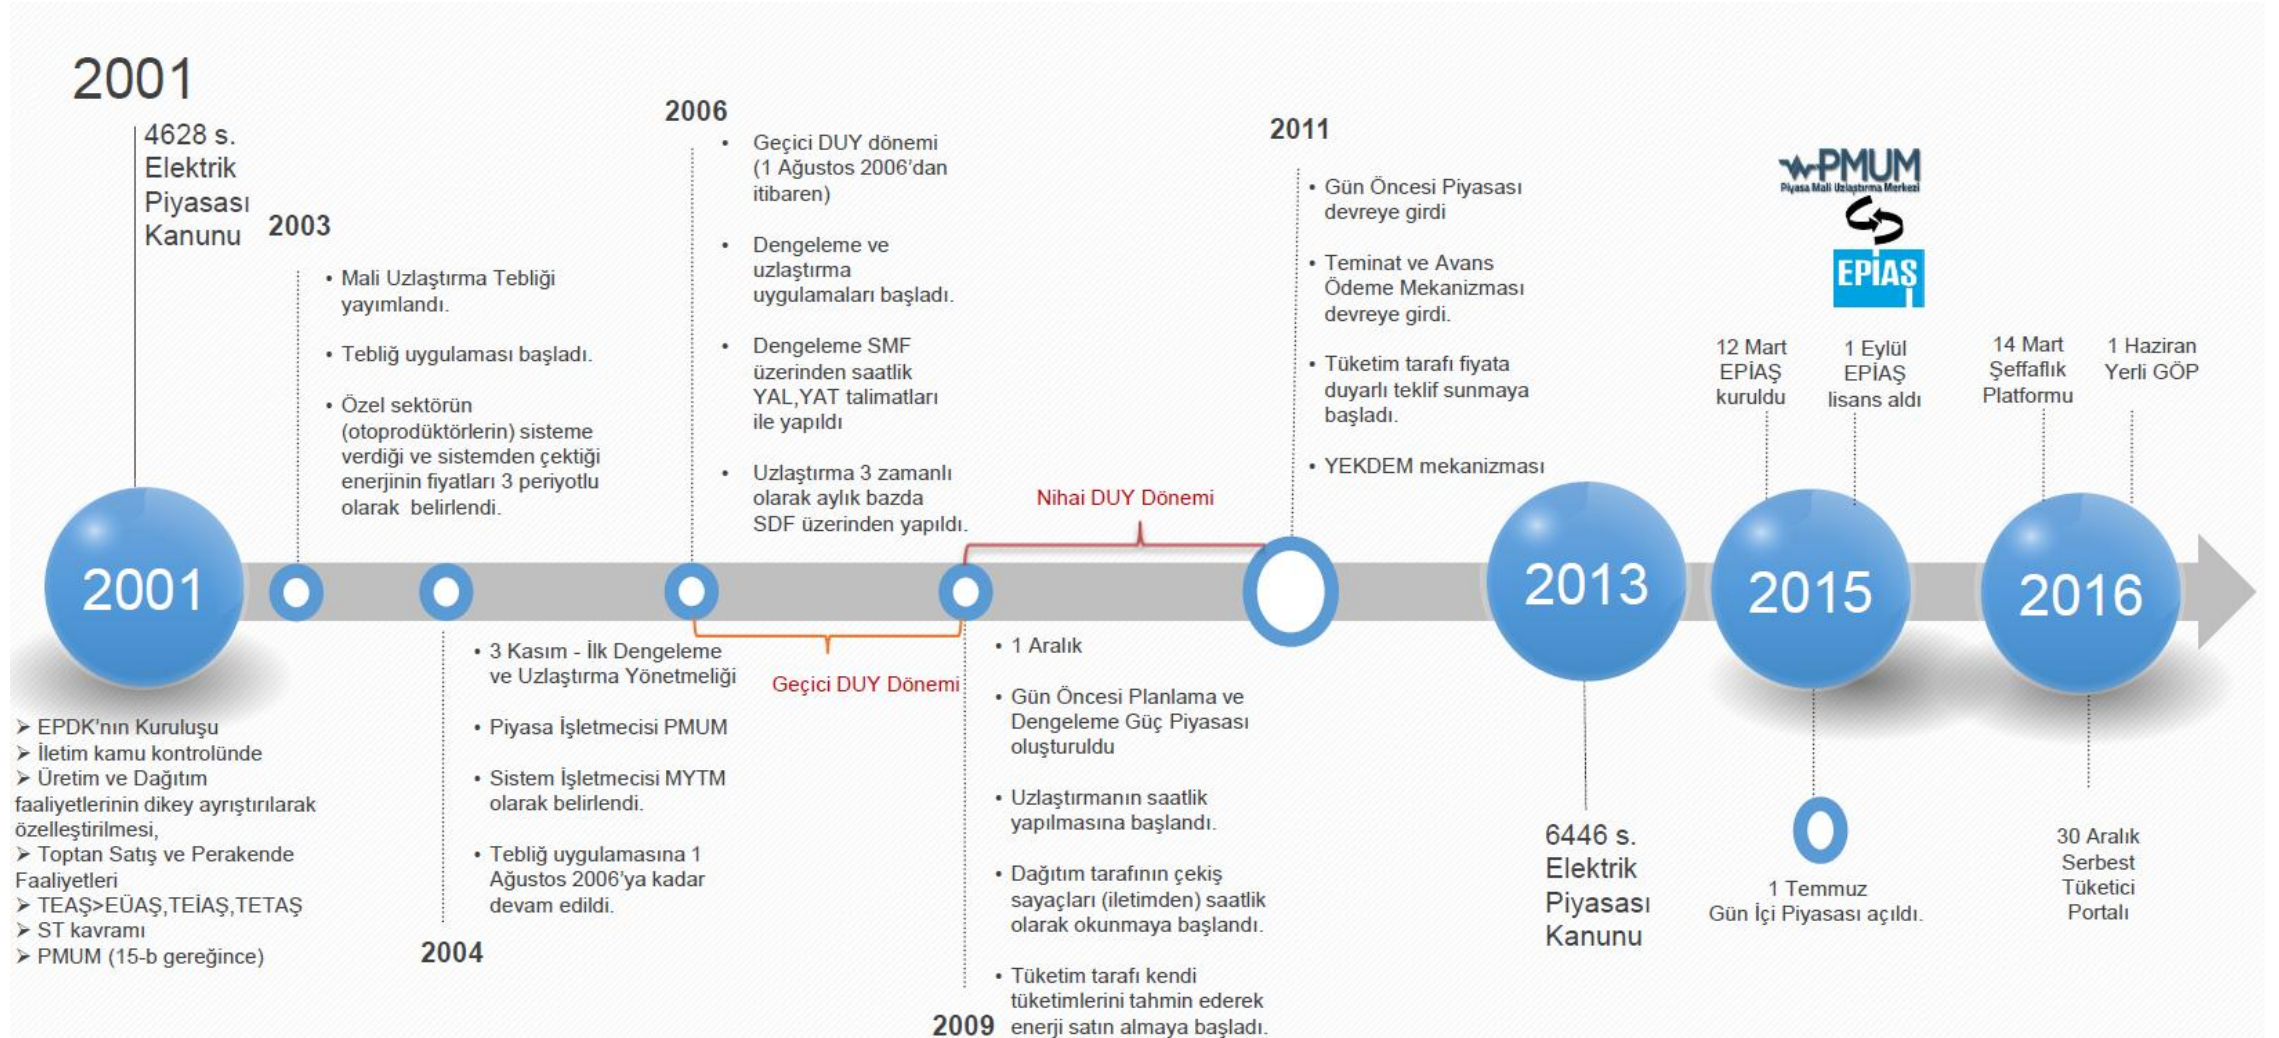 2001
4628 s.
Elektrik
Piyasası
Kanunu
2001
➢ EPDK'nın Kuruluşu
➢ İletim kamu kontrolünde
➢ Üretim ve Dağıtım
faaliyetlerinin dikey ayrıştırılarak
özelleştirilmesi,
➢ Toptan Satış ve Perakende
Faaliyetleri
➢ TEAŞ>EÜAŞ,TEİAŞ,TETAŞ
➢ ST kavramı
➢ PMUM (15-b gereğince)
2003
• Mali Uzlaştırma Tebliği
yayımlandı.
• Tebliğ uygulaması başladı.
• Özel sektörün
(otoprodüktörlerin) sisteme
verdiği ve sistemden çektiği
enerjinin fiyatları 3 periyotlu
olarak belirlendi.
• 3 Kasım - İlk Dengeleme
ve Uzlaştırma Yönetmeliği
• Piyasa İşletmecisi PMUM
• Sistem İşletmecisi MYTM
olarak belirlendi.
• Tebliğ uygulamasına 1
Ağustos 2006'ya kadar
devam edildi.
2004
2006
• Geçici DUY dönemi
(1 Ağustos 2006'dan
itibaren)
• Dengeleme ve
uzlaştırma
uygulamaları başladı.
• Dengeleme SMF
üzerinden saatlik
YAL,YAT talimatları
ile yapıldı
• Uzlaştırma 3 zamanlı
olarak aylık bazda
SDF üzerinden yapıldı.
Geçici DUY Dönemi
Nihai DUY Dönemi
• 1 Aralık
• Gün Öncesi Planlama ve
Dengeleme Güç Piyasası
oluşturuldu
• Uzlaştırmanın saatlik
yapılmasına başlandı.
• Dağıtım tarafının çekiş
sayaçları (iletimden) saatlik
olarak okunmaya başlandı.
• Tüketim tarafı kendi
tüketimlerini tahmin ederek
enerji satın almaya başladı.
2009
2011
• Gün Öncesi Piyasası
devreye girdi
• Teminat ve Avans
Ödeme Mekanizması
devreye girdi.
• Tüketim tarafı fiyata
duyarlı teklif sunmaya
başladı.
• YEKDEM mekanizması
2013
6446 s.
Elektrik
Piyasası
Kanunu
PMUM
Piyasa Mali Uzlaştırma Merkezi
EPİAŞ
12 Mart
EPİAŞ
kuruldu
1 Eylül
EPİAŞ
lisans aldı
2015
1 Temmuz
Gün İçi Piyasası açıldı.
14 Mart
Şeffaflık
Platformu
1 Haziran
Yerli GÖP
2016
30 Aralık
Serbest
Tüketici
Portalı